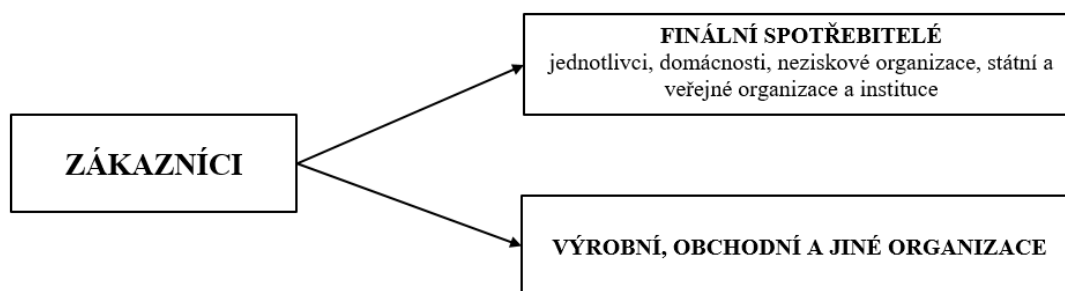 FINÁLNÍ SPOTŘEBITELÉ
jednotlivci, domácnosti, neziskové organizace, státní a
veřejné organizace a instituce
ZÁKAZNÍCI
VÝROBNÍ, OBCHODNÍ A JINÉ ORGANIZACE